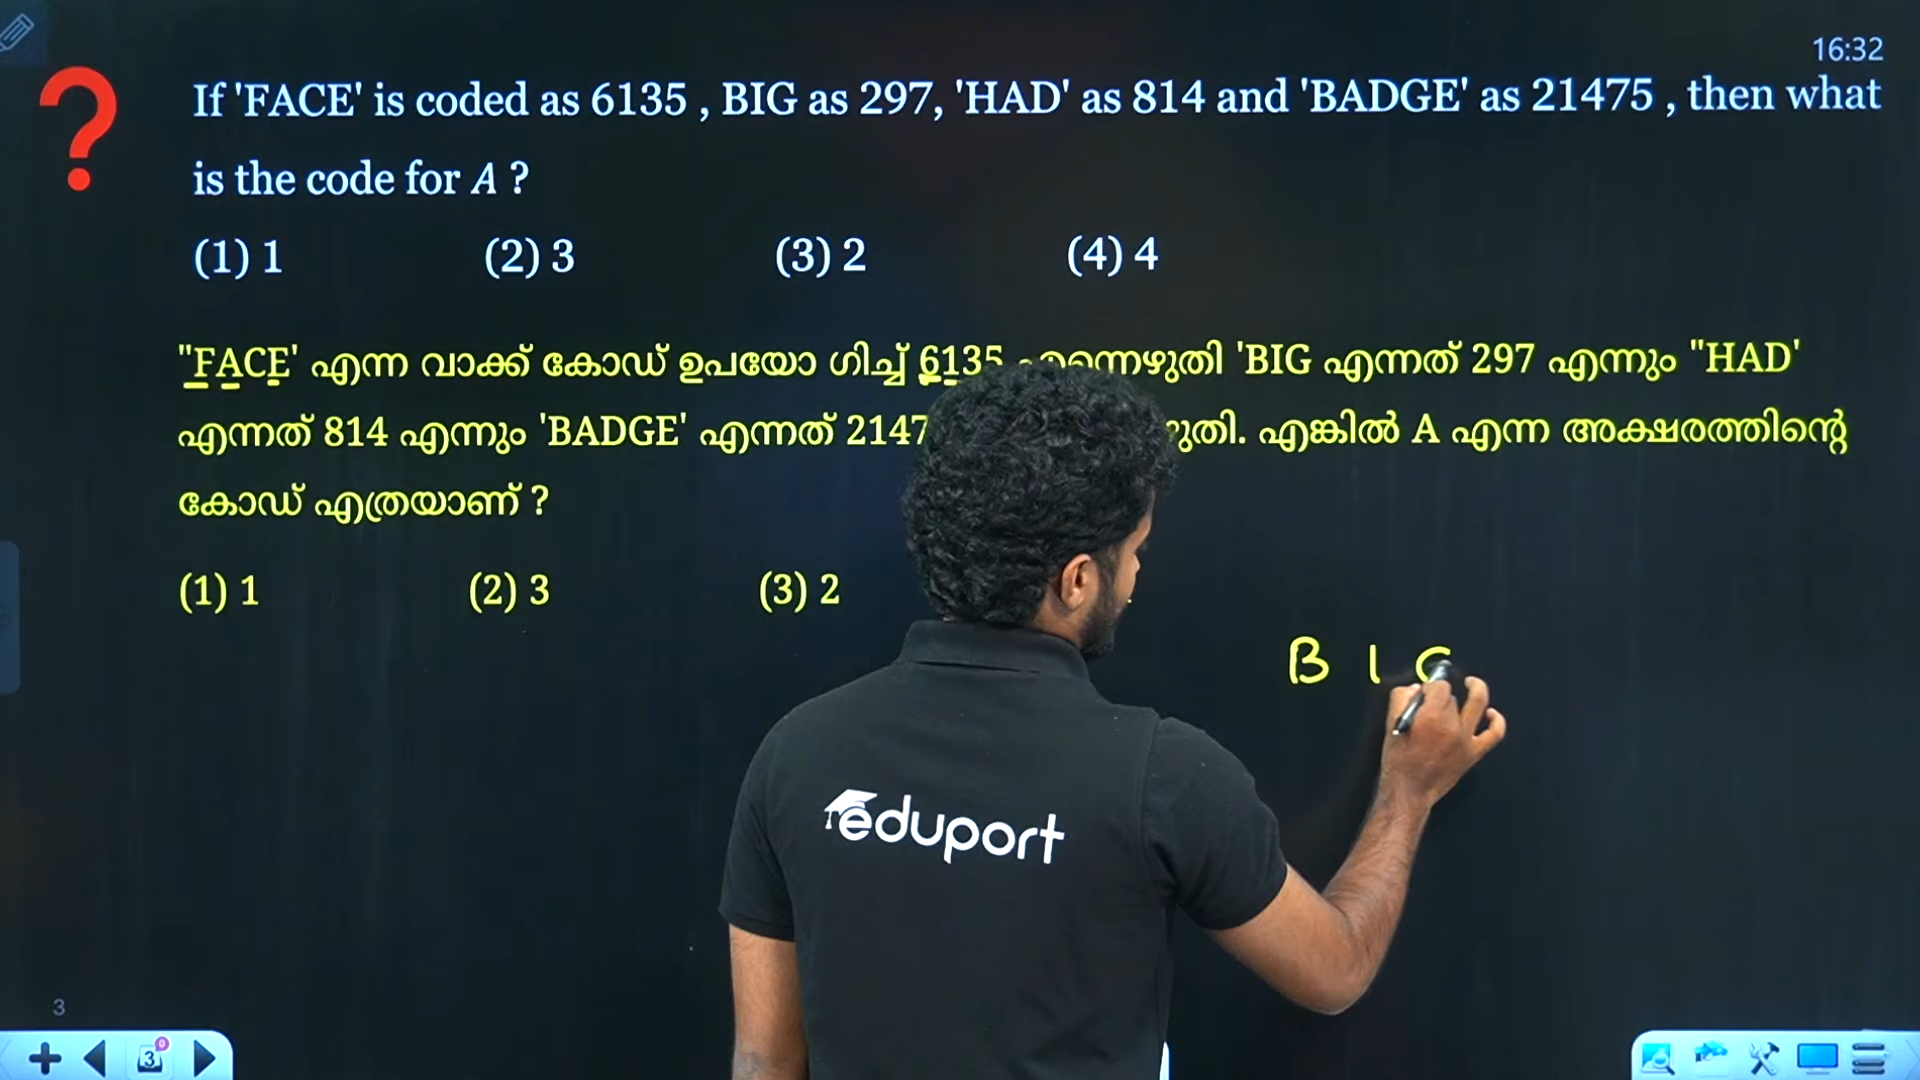 16:32
If 'FACE' is coded as 6135 , BIG as 297, 'HAD' as 814 and 'BADGE' as 21475 , then what
is the code for A ?
(1) 1 (2) 3 (3) 2 (4) 4
"FACE' എന്ന വാക്ക് കോഡ് ഉപയോ ഗിച്ച് 6135 എന്നെഴുതി 'BIG എന്നത് 297 എന്നും "HAD'
എന്നത് 814 എന്നും 'BADGE' എന്നത് 2147 എങ്കിൽ A എന്ന അക്ഷരത്തിന്റെ
കോഡ് എത്രയാണ് ?
(1) 1 (2) 3 (3) 2
B I G
eduport
3
3
0